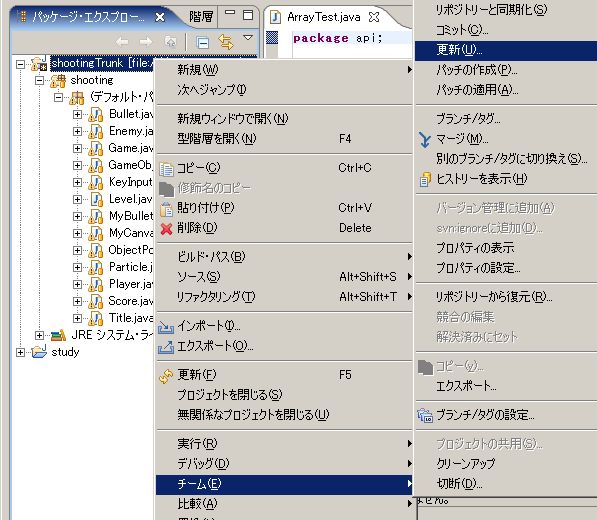 パッケージ・エクスプロー...
階層
ArrayTest.java
package api;
shootingTrunk [file:
shooting
(デフォルト・パ
Bullet.jav
Enemy.jav
Game.java
GameObj
KeyInput
Level.java
MyBullet
MyCanva
ObjectPo
Particle.j
Player.jav
Score.jav
Title.java
JRE システム・ライ
study
新規(W)
次へジャンプ(I)
新規ウィンドウで開く(N)
型階層を開く(N) F4
コピー(C) Ctrl+C
修飾名のコピー
貼り付け(P) Ctrl+V
削除(D) Delete
ビルド・パス(B)
ソース(S) Alt+Shift+S
リファクタリング(T) Alt+Shift+T
インポート(I)...
エクスポート(O)...
更新(F) F5
プロジェクトを閉じる(S)
無関係なプロジェクトを閉じる(U)
実行(R)
デバッグ(D)
チーム(E)
比較(A)
リポジトリーと同期化(S)
コミット(C)...
更新(U)...
パッチの作成(P)...
パッチの適用(A)...
ブランチ/タグ...
マージ(M)...
別のブランチ/タグに切り換え(S)...
ヒストリーを表示(H)
バージョン管理に追加(A)
svn:ignoreに追加(D)...
プロパティの表示
プロパティの設定...
リポジトリーから復元(R)...
競合の編集
解決済みにセット
コピー(y)...
エクスポート...
ブランチ/タグの設定...
プロジェクトの共用(S)...
クリーンアップ
切断(D)...
ません。